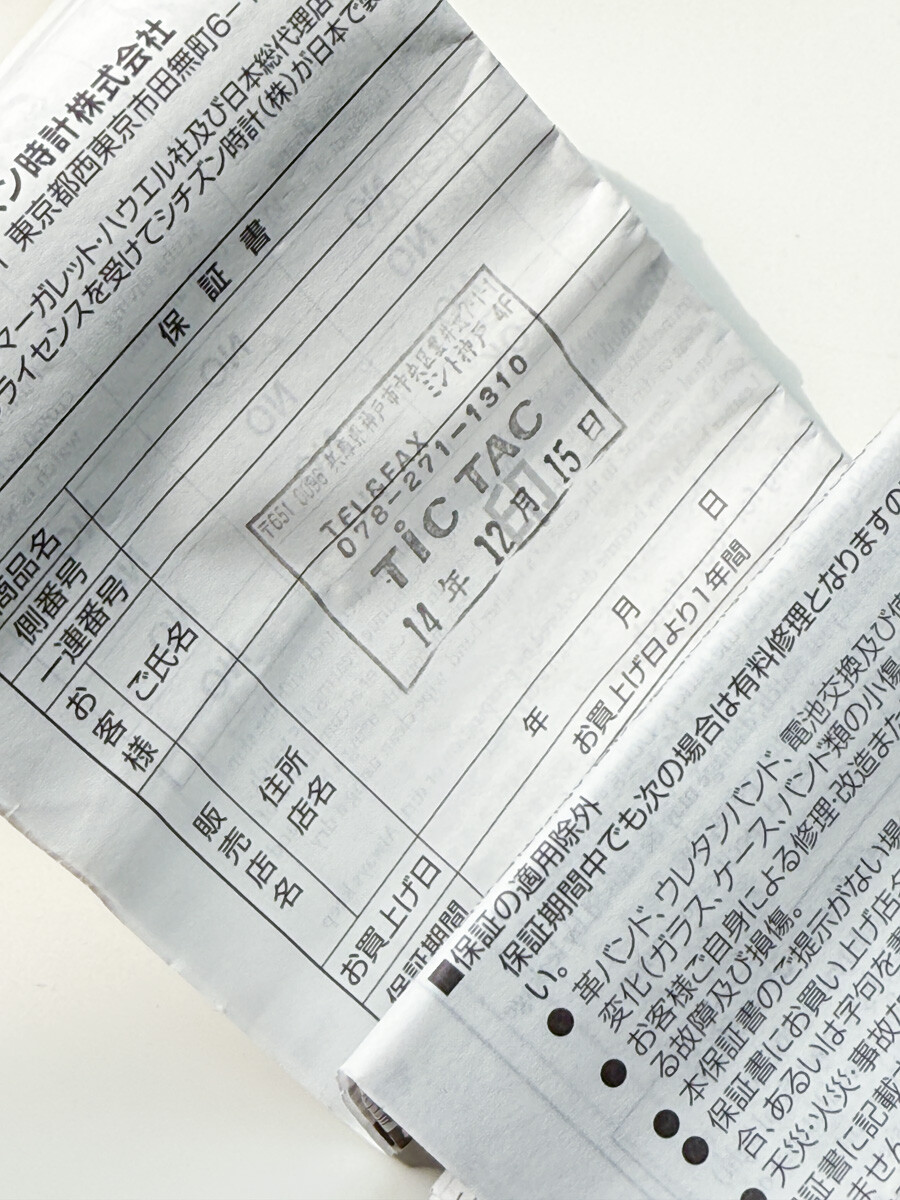 ン時計株式会社
東京都西東京市田無町6-1
マーガレット・ハウエル社及び日本総代理店
ライセンスを受けてシチズン時計(株)が日本で
保証書
商品名
側番号
一連番号
お客様
ご氏名
住所
販売店名
店名
お買上げ日
年 月 日
保証期間
お買上げ日より1年間
〒651-0096 兵庫県神戸市中央区雲井通7-1-1
ミント神戸 4F
TEL&FAX
078-271-1310
TiC TAC
14年 12月 15日
印
■保証の適用除外
保証期間中でも次の場合は有料修理となりますの
い。
●革バンド、ウレタンバンド、電池交換及び使
変化(ガラス、ケース、バンド類の小傷
●お客様ご自身による修理・改造また
る故障及び損傷。
●本保証書のご提示がない場
●保証書にお買い上げ店名
合、あるいは字句を書
●天災・火災・事故
証書に記載
ません